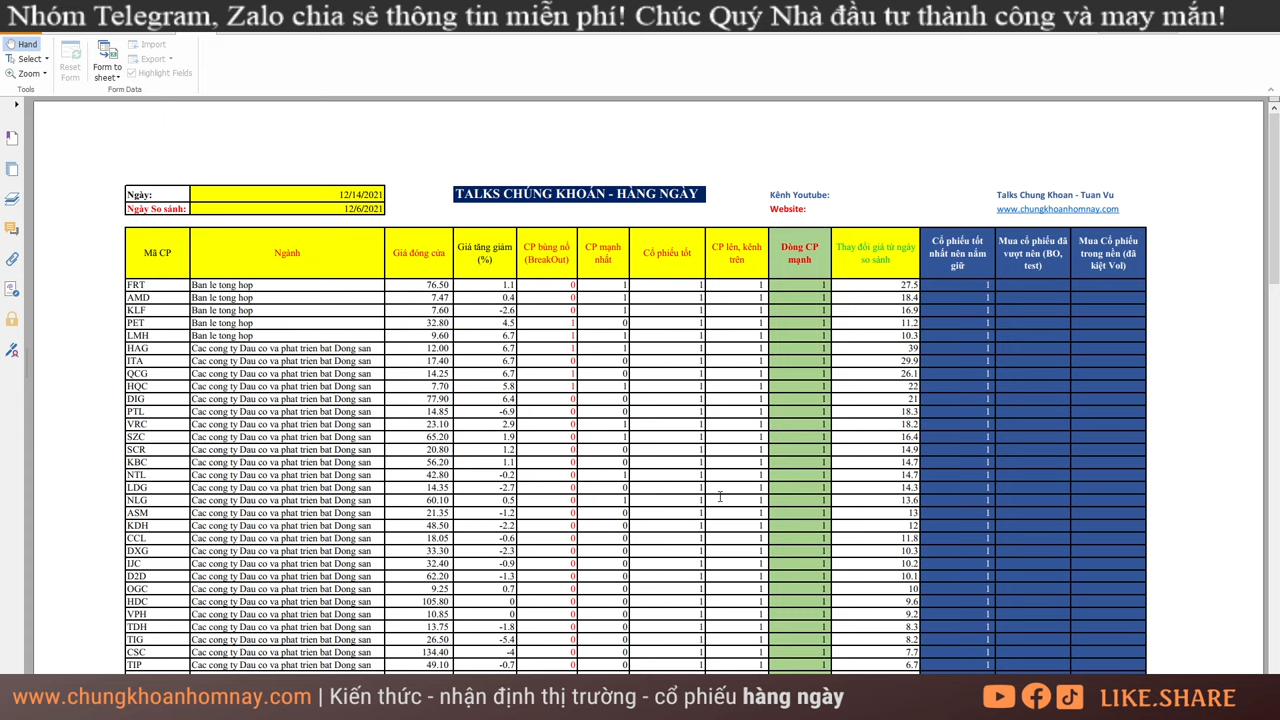 Nhóm Telegram, Zalo chia sẻ thông tin miễn phí! Chúc Quý Nhà đầu tư thành công và may mắn!
Hand
Select
Zoom
Tools
Reset Form
Form to sheet
Import
Export
Highlight Fields
Form Data
Ngày: 12/14/2021 TALKS CHỨNG KHOÁN - HÀNG NGÀY Kênh Youtube: Talks Chung Khoan - Tuan Vu
Ngày So sánh: 12/6/2021 Website: www.chungkhoanhomnay.com
Mã CP Ngành Giá đóng cửa Giá tăng giảm (%) CP bùng nổ (BreakOut) CP mạnh nhất Cổ phiếu tốt CP lên, kênh trên Dòng CP mạnh Thay đổi giá từ ngày so sánh Cổ phiếu tốt nhất nên nắm giữ Mua cổ phiếu đã vượt nền (BO, test) Mua Cổ phiếu trong nền (đã kiệt Vol)
FRT Ban le tong hop 76.50 1.1 0 1 1 1 1 27.5 1
AMD Ban le tong hop 7.47 0.4 0 1 1 1 1 18.4 1
KLF Ban le tong hop 7.60 -2.6 0 1 1 1 1 16.9 1
PET Ban le tong hop 32.80 4.5 1 0 1 1 1 11.2 1
LMH Ban le tong hop 9.60 6.7 1 1 1 1 1 10.3 1
HAG Cac cong ty Dau co va phat trien bat Dong san 12.00 6.7 1 1 1 1 1 39 1
ITA Cac cong ty Dau co va phat trien bat Dong san 17.40 6.7 0 0 1 1 1 29.9 1
QCG Cac cong ty Dau co va phat trien bat Dong san 14.25 6.7 1 0 1 1 1 26.1 1
HQC Cac cong ty Dau co va phat trien bat Dong san 7.70 5.8 1 1 1 1 1 22 1
DIG Cac cong ty Dau co va phat trien bat Dong san 77.90 6.4 0 0 1 1 1 21 1
PTL Cac cong ty Dau co va phat trien bat Dong san 14.85 -6.9 0 0 1 1 1 18.3 1
VRC Cac cong ty Dau co va phat trien bat Dong san 23.10 2.9 0 1 1 1 1 18.2 1
SZC Cac cong ty Dau co va phat trien bat Dong san 65.20 1.9 0 1 1 1 1 16.4 1
SCR Cac cong ty Dau co va phat trien bat Dong san 20.80 1.2 0 0 1 1 1 14.9 1
KBC Cac cong ty Dau co va phat trien bat Dong san 56.20 1.1 0 0 1 1 1 14.7 1
NTL Cac cong ty Dau co va phat trien bat Dong san 42.80 -0.2 0 1 1 1 1 14.7 1
LDG Cac cong ty Dau co va phat trien bat Dong san 14.35 -2.7 0 0 1 1 1 14.3 1
NLG Cac cong ty Dau co va phat trien bat Dong san 60.10 0.5 0 1 1 1 1 13.6 1
ASM Cac cong ty Dau co va phat trien bat Dong san 21.35 -1.2 0 0 1 1 1 13 1
KDH Cac cong ty Dau co va phat trien bat Dong san 48.50 -2.2 0 0 1 1 1 12 1
CCL Cac cong ty Dau co va phat trien bat Dong san 18.05 -0.6 0 0 1 1 1 11.8 1
DXG Cac cong ty Dau co va phat trien bat Dong san 33.30 -2.3 0 0 1 1 1 10.3 1
IJC Cac cong ty Dau co va phat trien bat Dong san 32.40 -0.9 0 0 1 1 1 10.2 1
D2D Cac cong ty Dau co va phat trien bat Dong san 62.20 -1.3 0 0 1 1 1 10.1 1
OGC Cac cong ty Dau co va phat trien bat Dong san 9.25 0.7 0 0 1 1 1 10 1
HDC Cac cong ty Dau co va phat trien bat Dong san 105.80 0 0 0 1 1 1 9.6 1
VPH Cac cong ty Dau co va phat trien bat Dong san 10.85 0 0 0 1 1 1 9.2 1
TDH Cac cong ty Dau co va phat trien bat Dong san 13.75 -1.8 0 0 1 1 1 8.3 1
TIG Cac cong ty Dau co va phat trien bat Dong san 26.50 -5.4 0 0 1 1 1 8.2 1
CSC Cac cong ty Dau co va phat trien bat Dong san 134.40 -4 0 0 1 1 1 7.7 1
TIP Cac cong ty Dau co va phat trien bat Dong san 49.10 -0.7 0 0 1 1 1 6.7 1
www.chungkhoanhomnay.com | Kiến thức - nhận định thị trường - cổ phiếu hàng ngày LIKE.SHARE